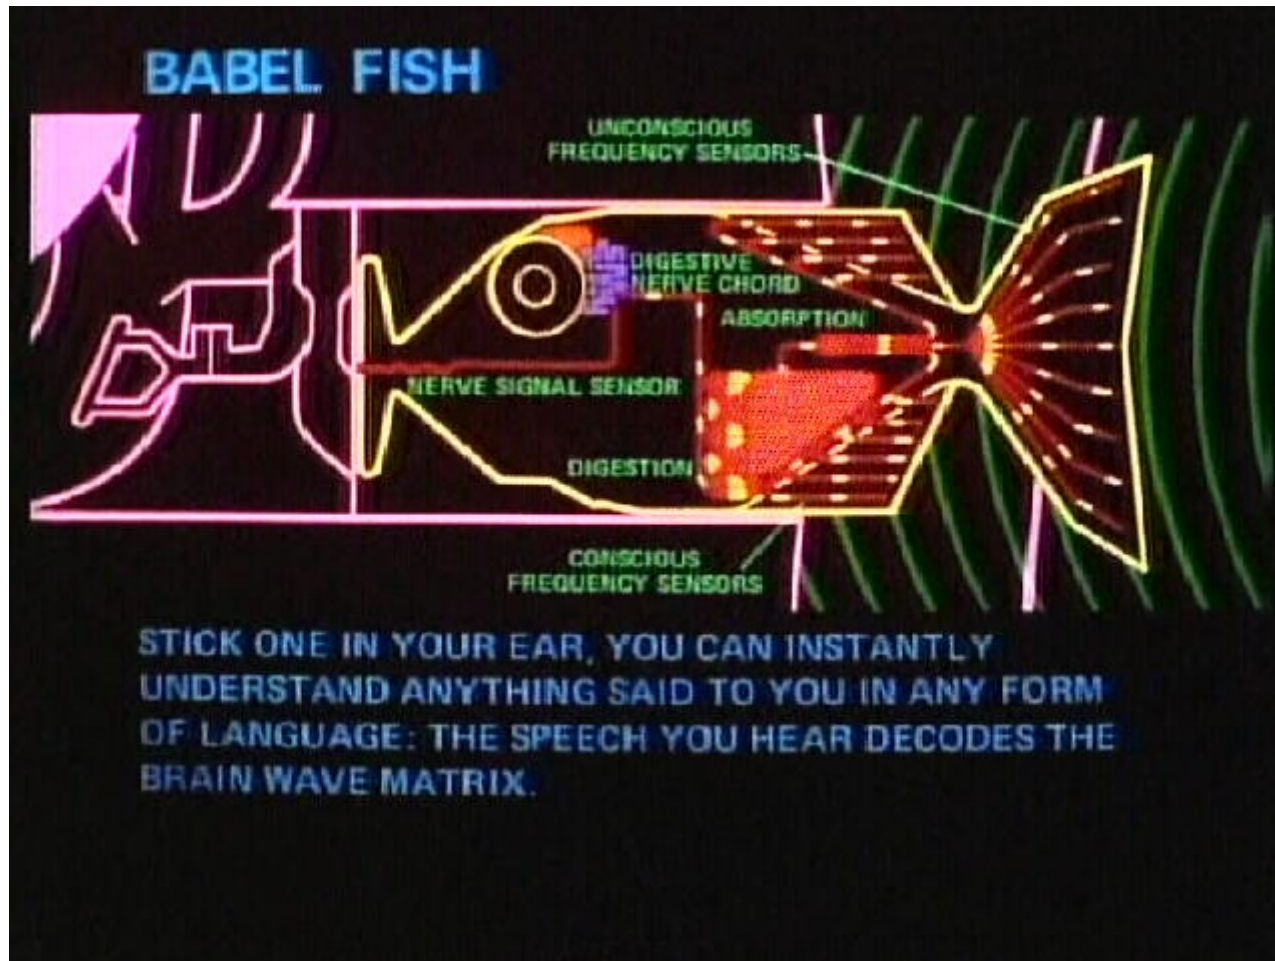 BABEL FISH
UNCONSCIOUS
FREQUENCY SENSORS
DIGESTIVE
NERVE CHORD
ABSORPTION
NERVE SIGNAL SENSOR
DIGESTION
CONSCIOUS
FREQUENCY SENSORS
STICK ONE IN YOUR EAR, YOU CAN INSTANTLY
UNDERSTAND ANYTHING SAID TO YOU IN ANY FORM
OF LANGUAGE: THE SPEECH YOU HEAR DECODES THE
BRAIN WAVE MATRIX.